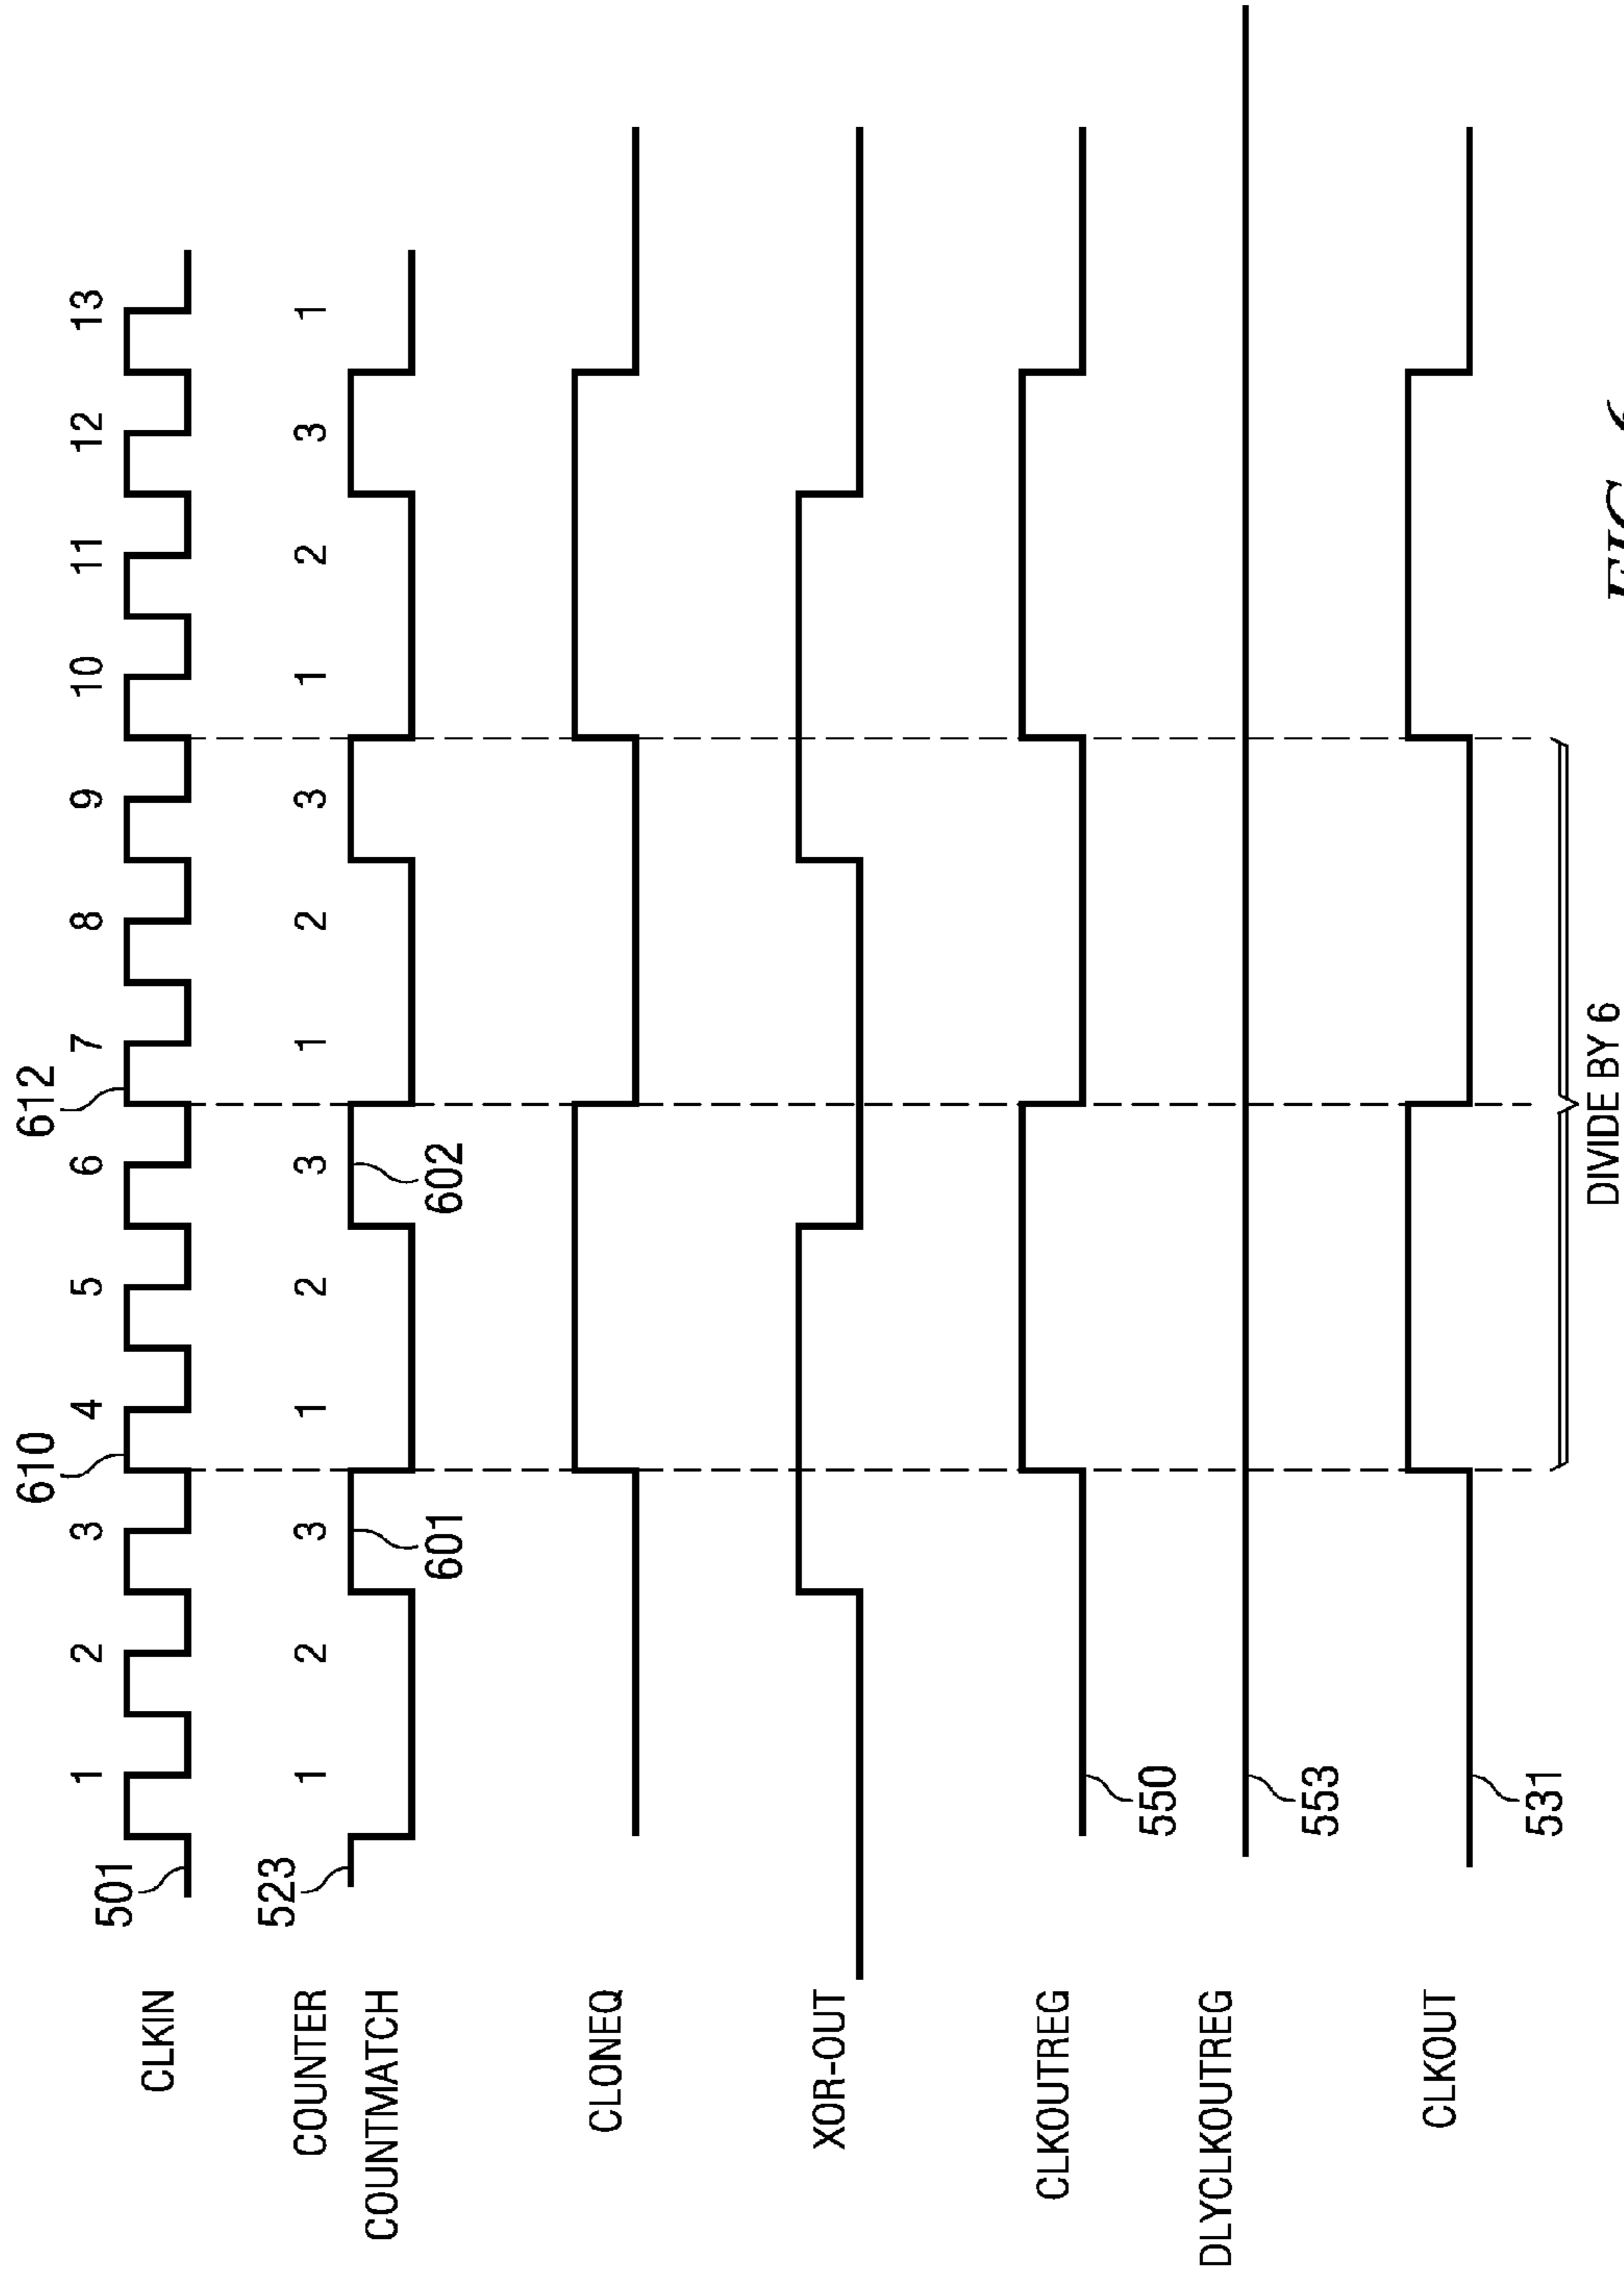 610 612
1 2 3 4 5 6 7 8 9 10 11 12 13
501
CLKIN
523
COUNTER 1 2 3 1 2 3 1 2 3 1 2 3 1
COUNTMATCH
601 602
CLONEQ
XOR-OUT
CLKOUTREG
550
DLYCLKOUTREG
553
CLKOUT
531
DIVIDE BY 6